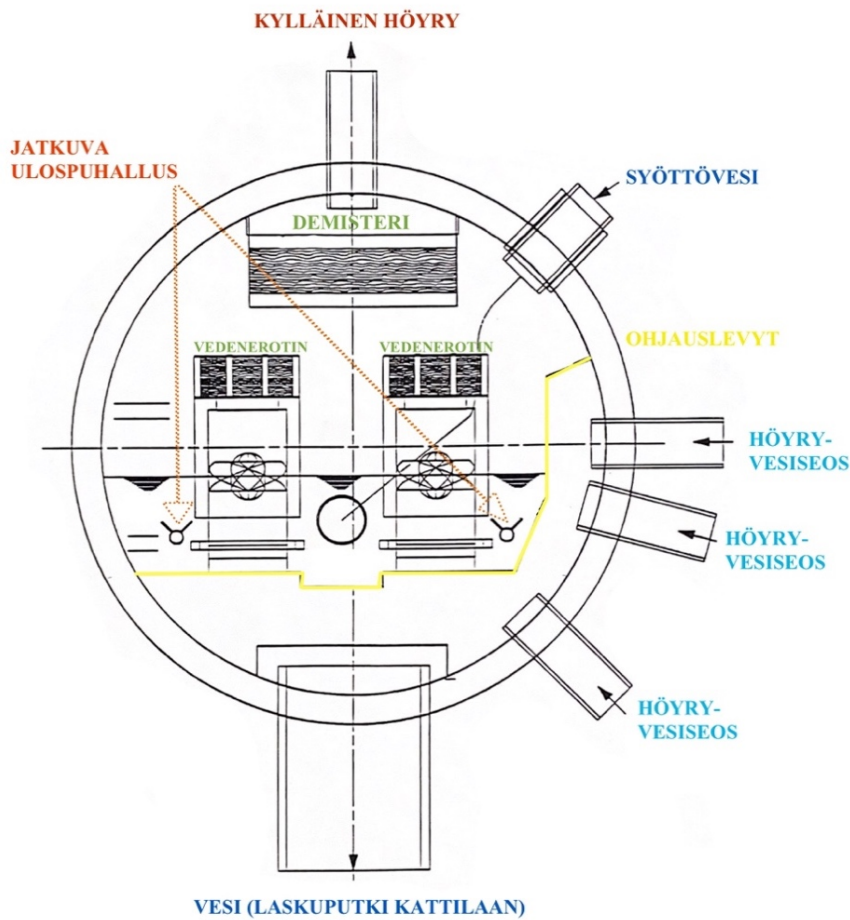 KYLLÄINEN HÖYRY
JATKUVA
ULOSPUHALLUS
SYÖTTÖVESI
DEMISTERI
VEDENEROTIN
VEDENEROTIN
OHJAUSLEVYT
HÖYRY-
VESISEOS
HÖYRY-
VESISEOS
HÖYRY-
VESISEOS
VESI (LASKUPUTKI KATTILAAN)